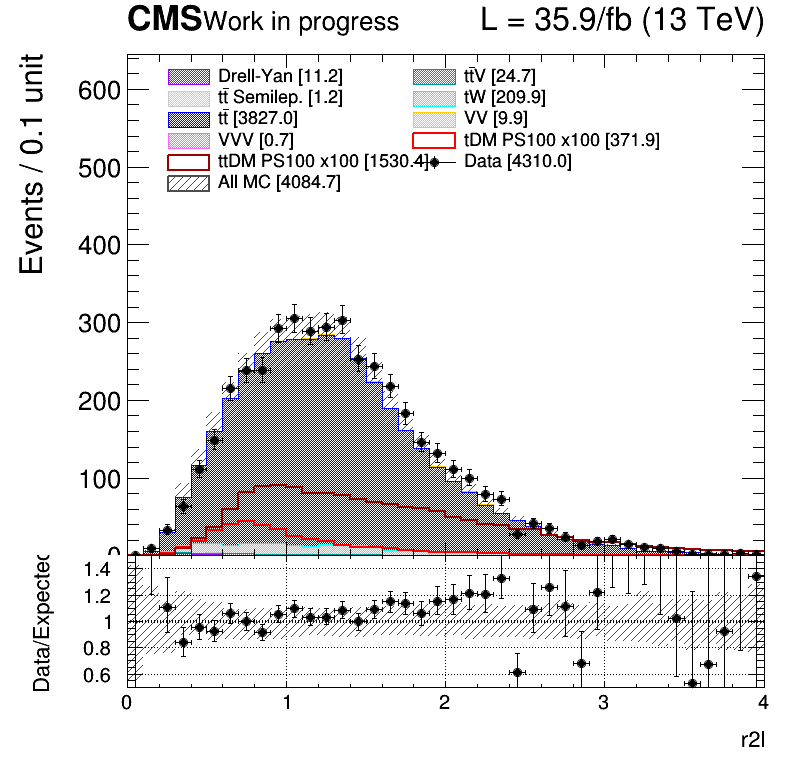 CMS Work in progress L = 35.9/fb (13 TeV)
Drell-Yan [11.2] tt̄V [24.7]
tt̄ Semilep. [1.2] tW [209.9]
tt̄ [3827.0] VV [9.9]
VVV [0.7] tDM PS100 x100 [371.9]
ttDM PS100 x100 [1530.4] Data [4310.0]
All MC [4084.7]
Events / 0.1 unit
600
500
400
300
200
100
0
Data/Expected
1.4
1.2
1
0.8
0.6
0 1 2 3 4
r2l